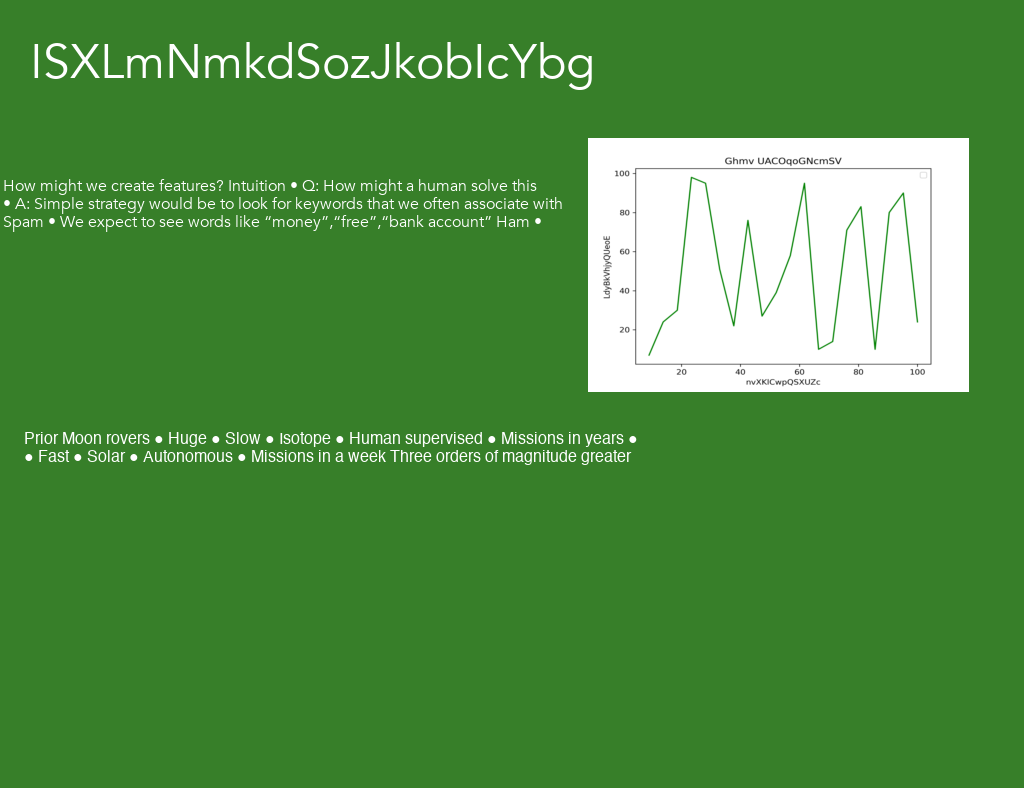 ISXLmNmkdSozJkobIcYbg
How might we create features? Intuition • Q: How might a human solve this
• A: Simple strategy would be to look for keywords that we often associate with
Spam • We expect to see words like “money”,“free”,“bank account” Ham •
Ghmv UACOqoGNcmSV
100
80
60
40
20
LdyBkVhjyQUeoE
20 40 60 80 100
nvXKICwpQSXUZc
Prior Moon rovers ● Huge ● Slow ● Isotope ● Human supervised ● Missions in years ●
● Fast ● Solar ● Autonomous ● Missions in a week Three orders of magnitude greater